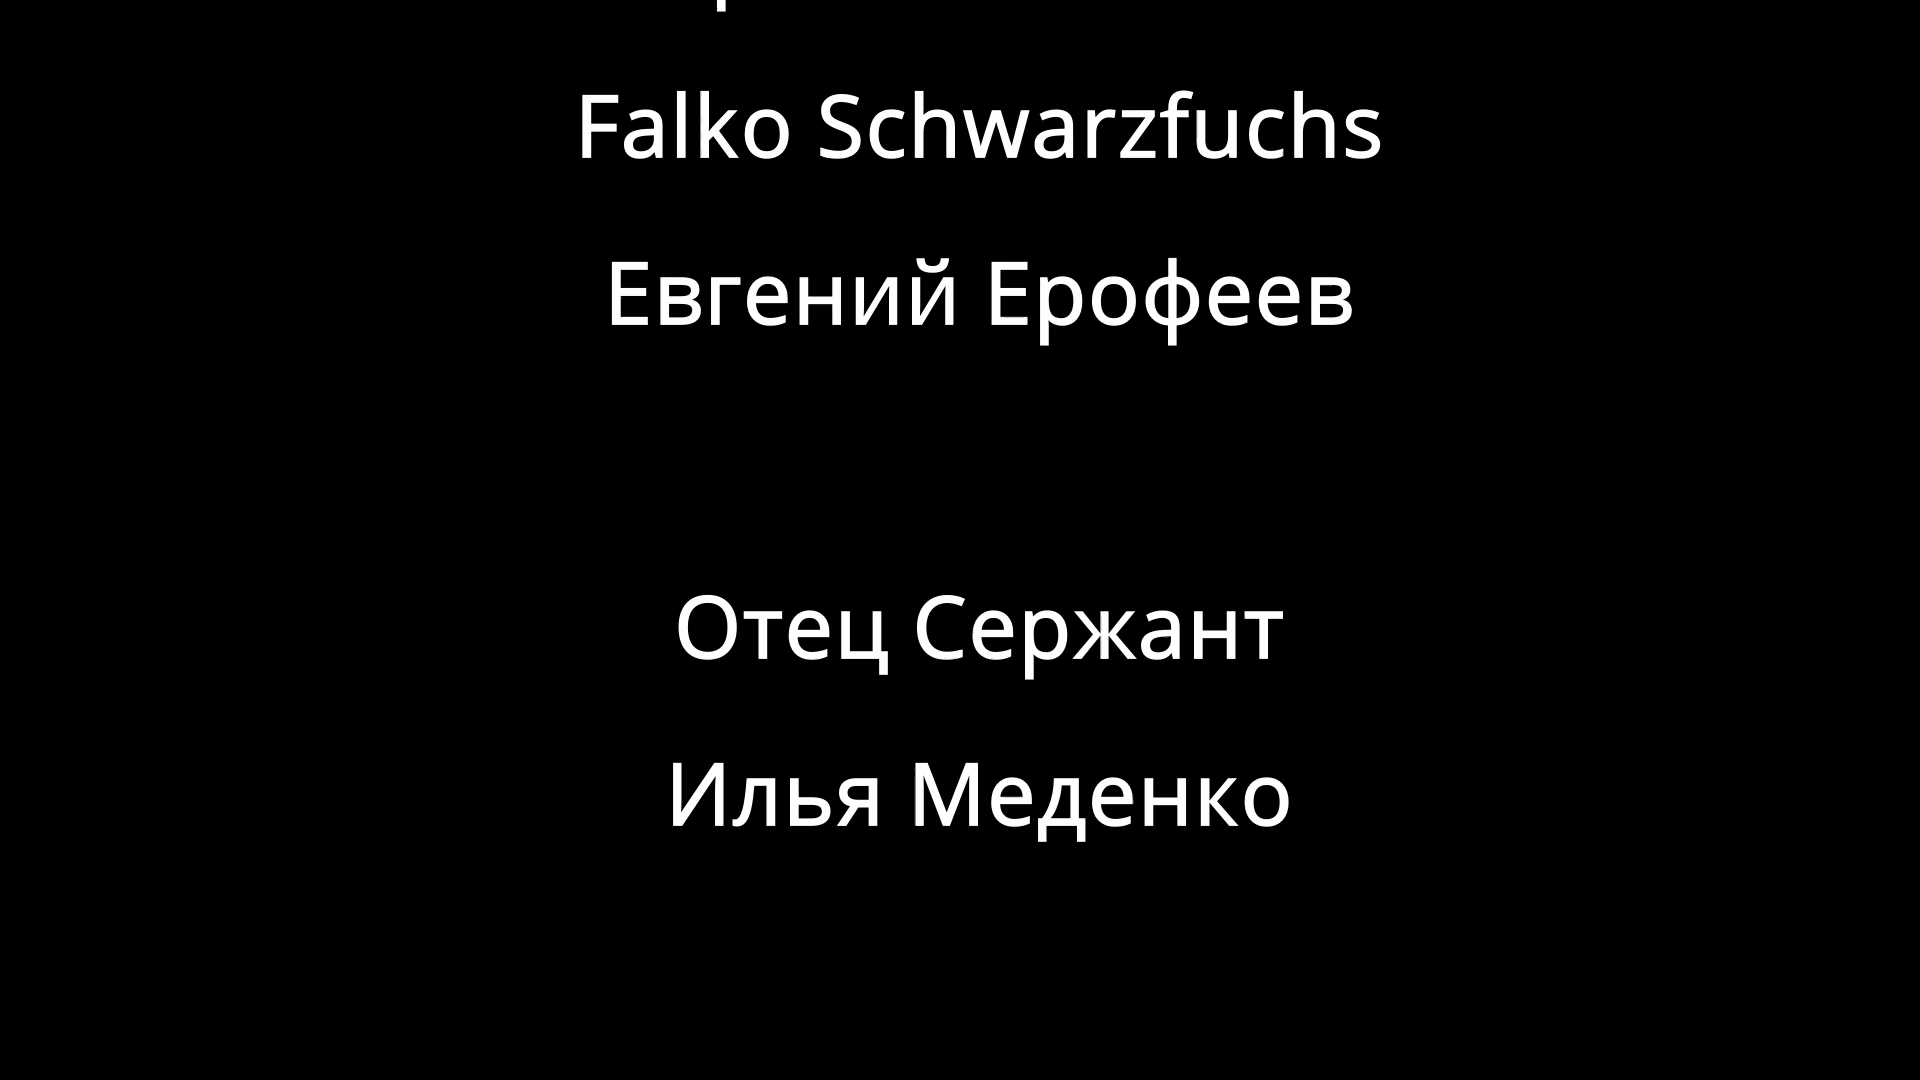 Falko Schwarzfuchs
Евгений Ерофеев
Отец Сержант
Илья Меденко